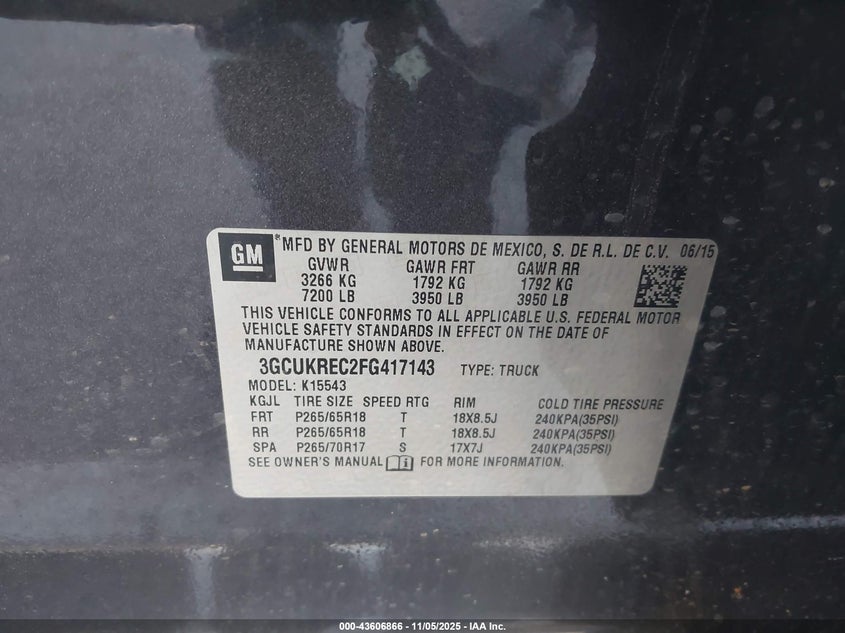 GM
® MFD BY GENERAL MOTORS DE MEXICO, S. DE R.L. DE C.V. 06/15
GVWR GAWR FRT GAWR RR
3266 KG 1792 KG 1792 KG
7200 LB 3950 LB 3950 LB
THIS VEHICLE CONFORMS TO ALL APPLICABLE U.S. FEDERAL MOTOR
VEHICLE SAFETY STANDARDS IN EFFECT ON THE DATE OF
MANUFACTURE SHOWN ABOVE.
3GCUKREC2FG417143 TYPE: TRUCK
MODEL: K15543
KGJL TIRE SIZE SPEED RTG RIM COLD TIRE PRESSURE
FRT P265/65R18 T 18X8.5J 240KPA(35PSI)
RR P265/65R18 T 18X8.5J 240KPA(35PSI)
SPA P265/70R17 S 17X7J 240KPA(35PSI)
SEE OWNER'S MANUAL FOR MORE INFORMATION.
000-43606866 - 11/05/2025 - IAA Inc.